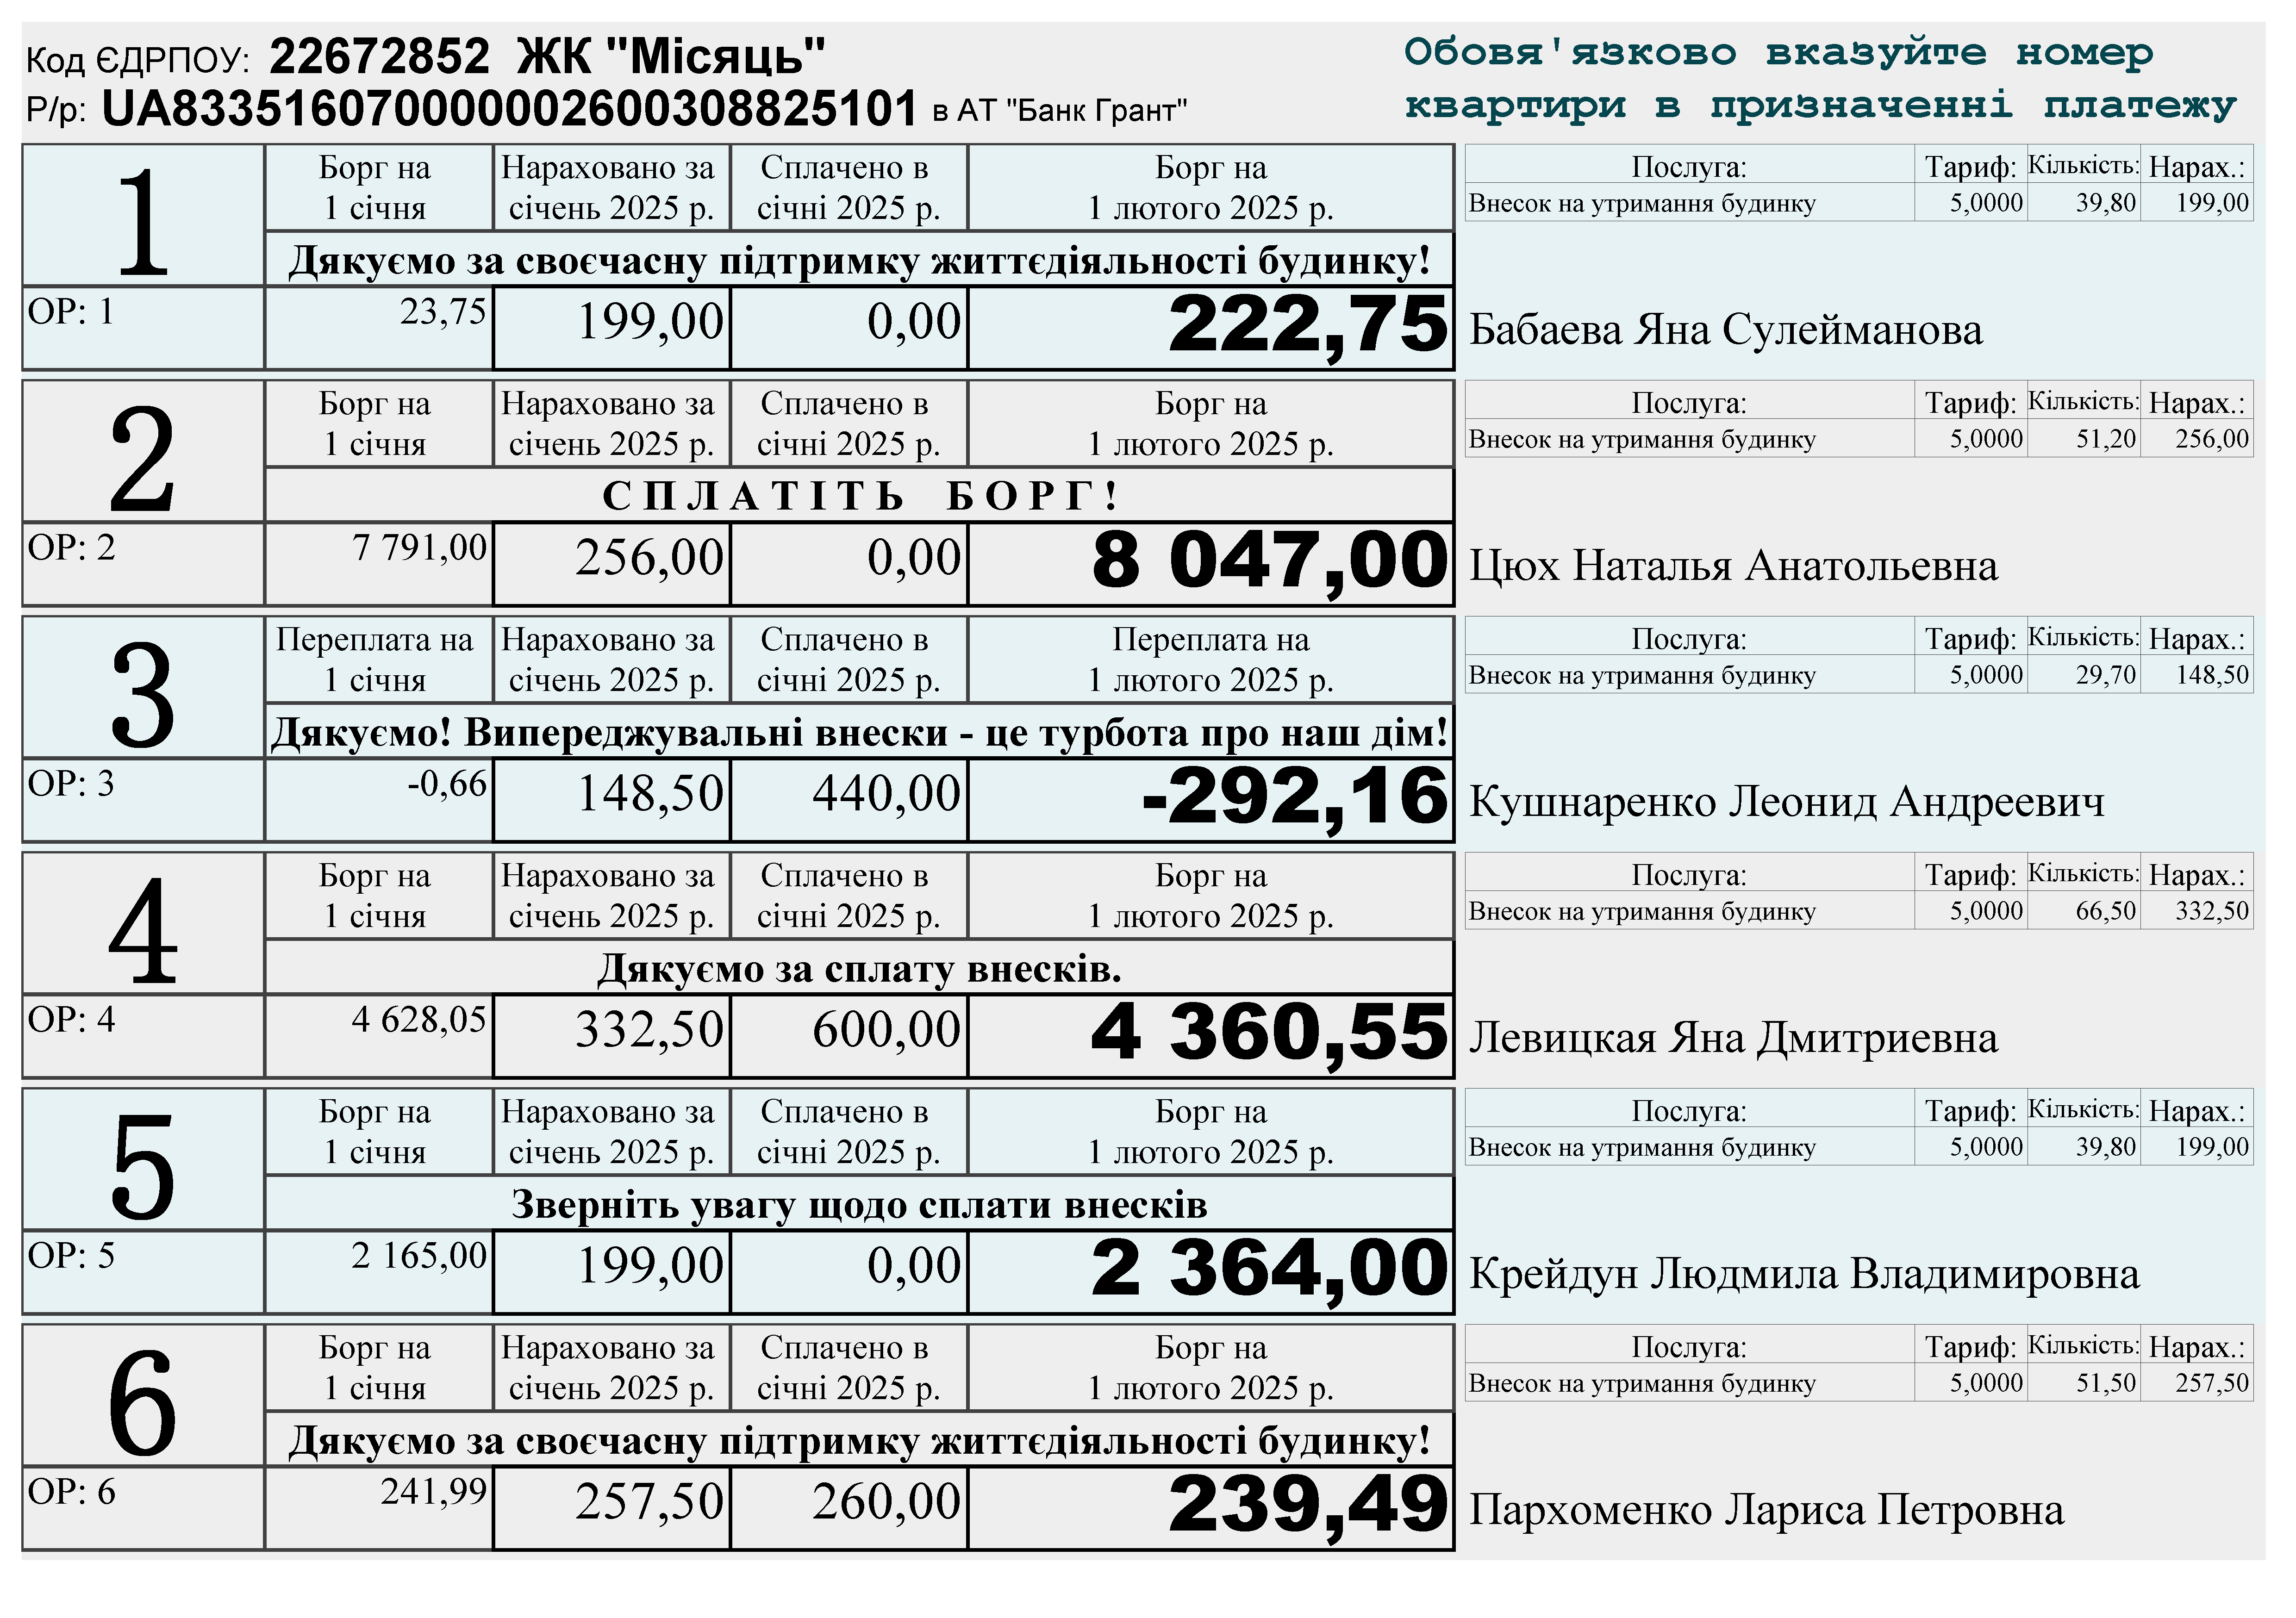 Код ЄДРПОУ: 22672852 ЖК "Місяць"
Р/р: UA833516070000002600308825101 в АТ "Банк Грант"
Обовя'язково вказуйте номер
квартири в призначенні платежу
1
Борг на
1 січня
Нараховано за
січень 2025 р.
Сплачено в
січні 2025 р.
Борг на
1 лютого 2025 р.
Дякуємо за своєчасну підтримку життєдіяльності будинку!
ОР: 1 23,75 199,00 0,00 222,75
Послуга: Тариф: Кількість: Нарах.:
Внесок на утримання будинку 5,0000 39,80 199,00
Бабаева Яна Сулейманова
2
Борг на
1 січня
Нараховано за
січень 2025 р.
Сплачено в
січні 2025 р.
Борг на
1 лютого 2025 р.
С П Л А Т І Т Ь Б О Р Г !
ОР: 2 7 791,00 256,00 0,00 8 047,00
Послуга: Тариф: Кількість: Нарах.:
Внесок на утримання будинку 5,0000 51,20 256,00
Цюх Наталья Анатольевна
3
Переплата на
1 січня
Нараховано за
січень 2025 р.
Сплачено в
січні 2025 р.
Переплата на
1 лютого 2025 р.
Дякуємо! Випереджувальні внески - це турбота про наш дім!
ОР: 3 -0,66 148,50 440,00 -292,16
Послуга: Тариф: Кількість: Нарах.:
Внесок на утримання будинку 5,0000 29,70 148,50
Кушнаренко Леонид Андреевич
4
Борг на
1 січня
Нараховано за
січень 2025 р.
Сплачено в
січні 2025 р.
Борг на
1 лютого 2025 р.
Дякуємо за сплату внесків.
ОР: 4 4 628,05 332,50 600,00 4 360,55
Послуга: Тариф: Кількість: Нарах.:
Внесок на утримання будинку 5,0000 66,50 332,50
Левицкая Яна Дмитриевна
5
Борг на
1 січня
Нараховано за
січень 2025 р.
Сплачено в
січні 2025 р.
Борг на
1 лютого 2025 р.
Зверніть увагу щодо сплати внесків
ОР: 5 2 165,00 199,00 0,00 2 364,00
Послуга: Тариф: Кількість: Нарах.:
Внесок на утримання будинку 5,0000 39,80 199,00
Крейдун Людмила Владимировна
6
Борг на
1 січня
Нараховано за
січень 2025 р.
Сплачено в
січні 2025 р.
Борг на
1 лютого 2025 р.
Дякуємо за своєчасну підтримку життєдіяльності будинку!
ОР: 6 241,99 257,50 260,00 239,49
Послуга: Тариф: Кількість: Нарах.:
Внесок на утримання будинку 5,0000 51,50 257,50
Пархоменко Лариса Петровна